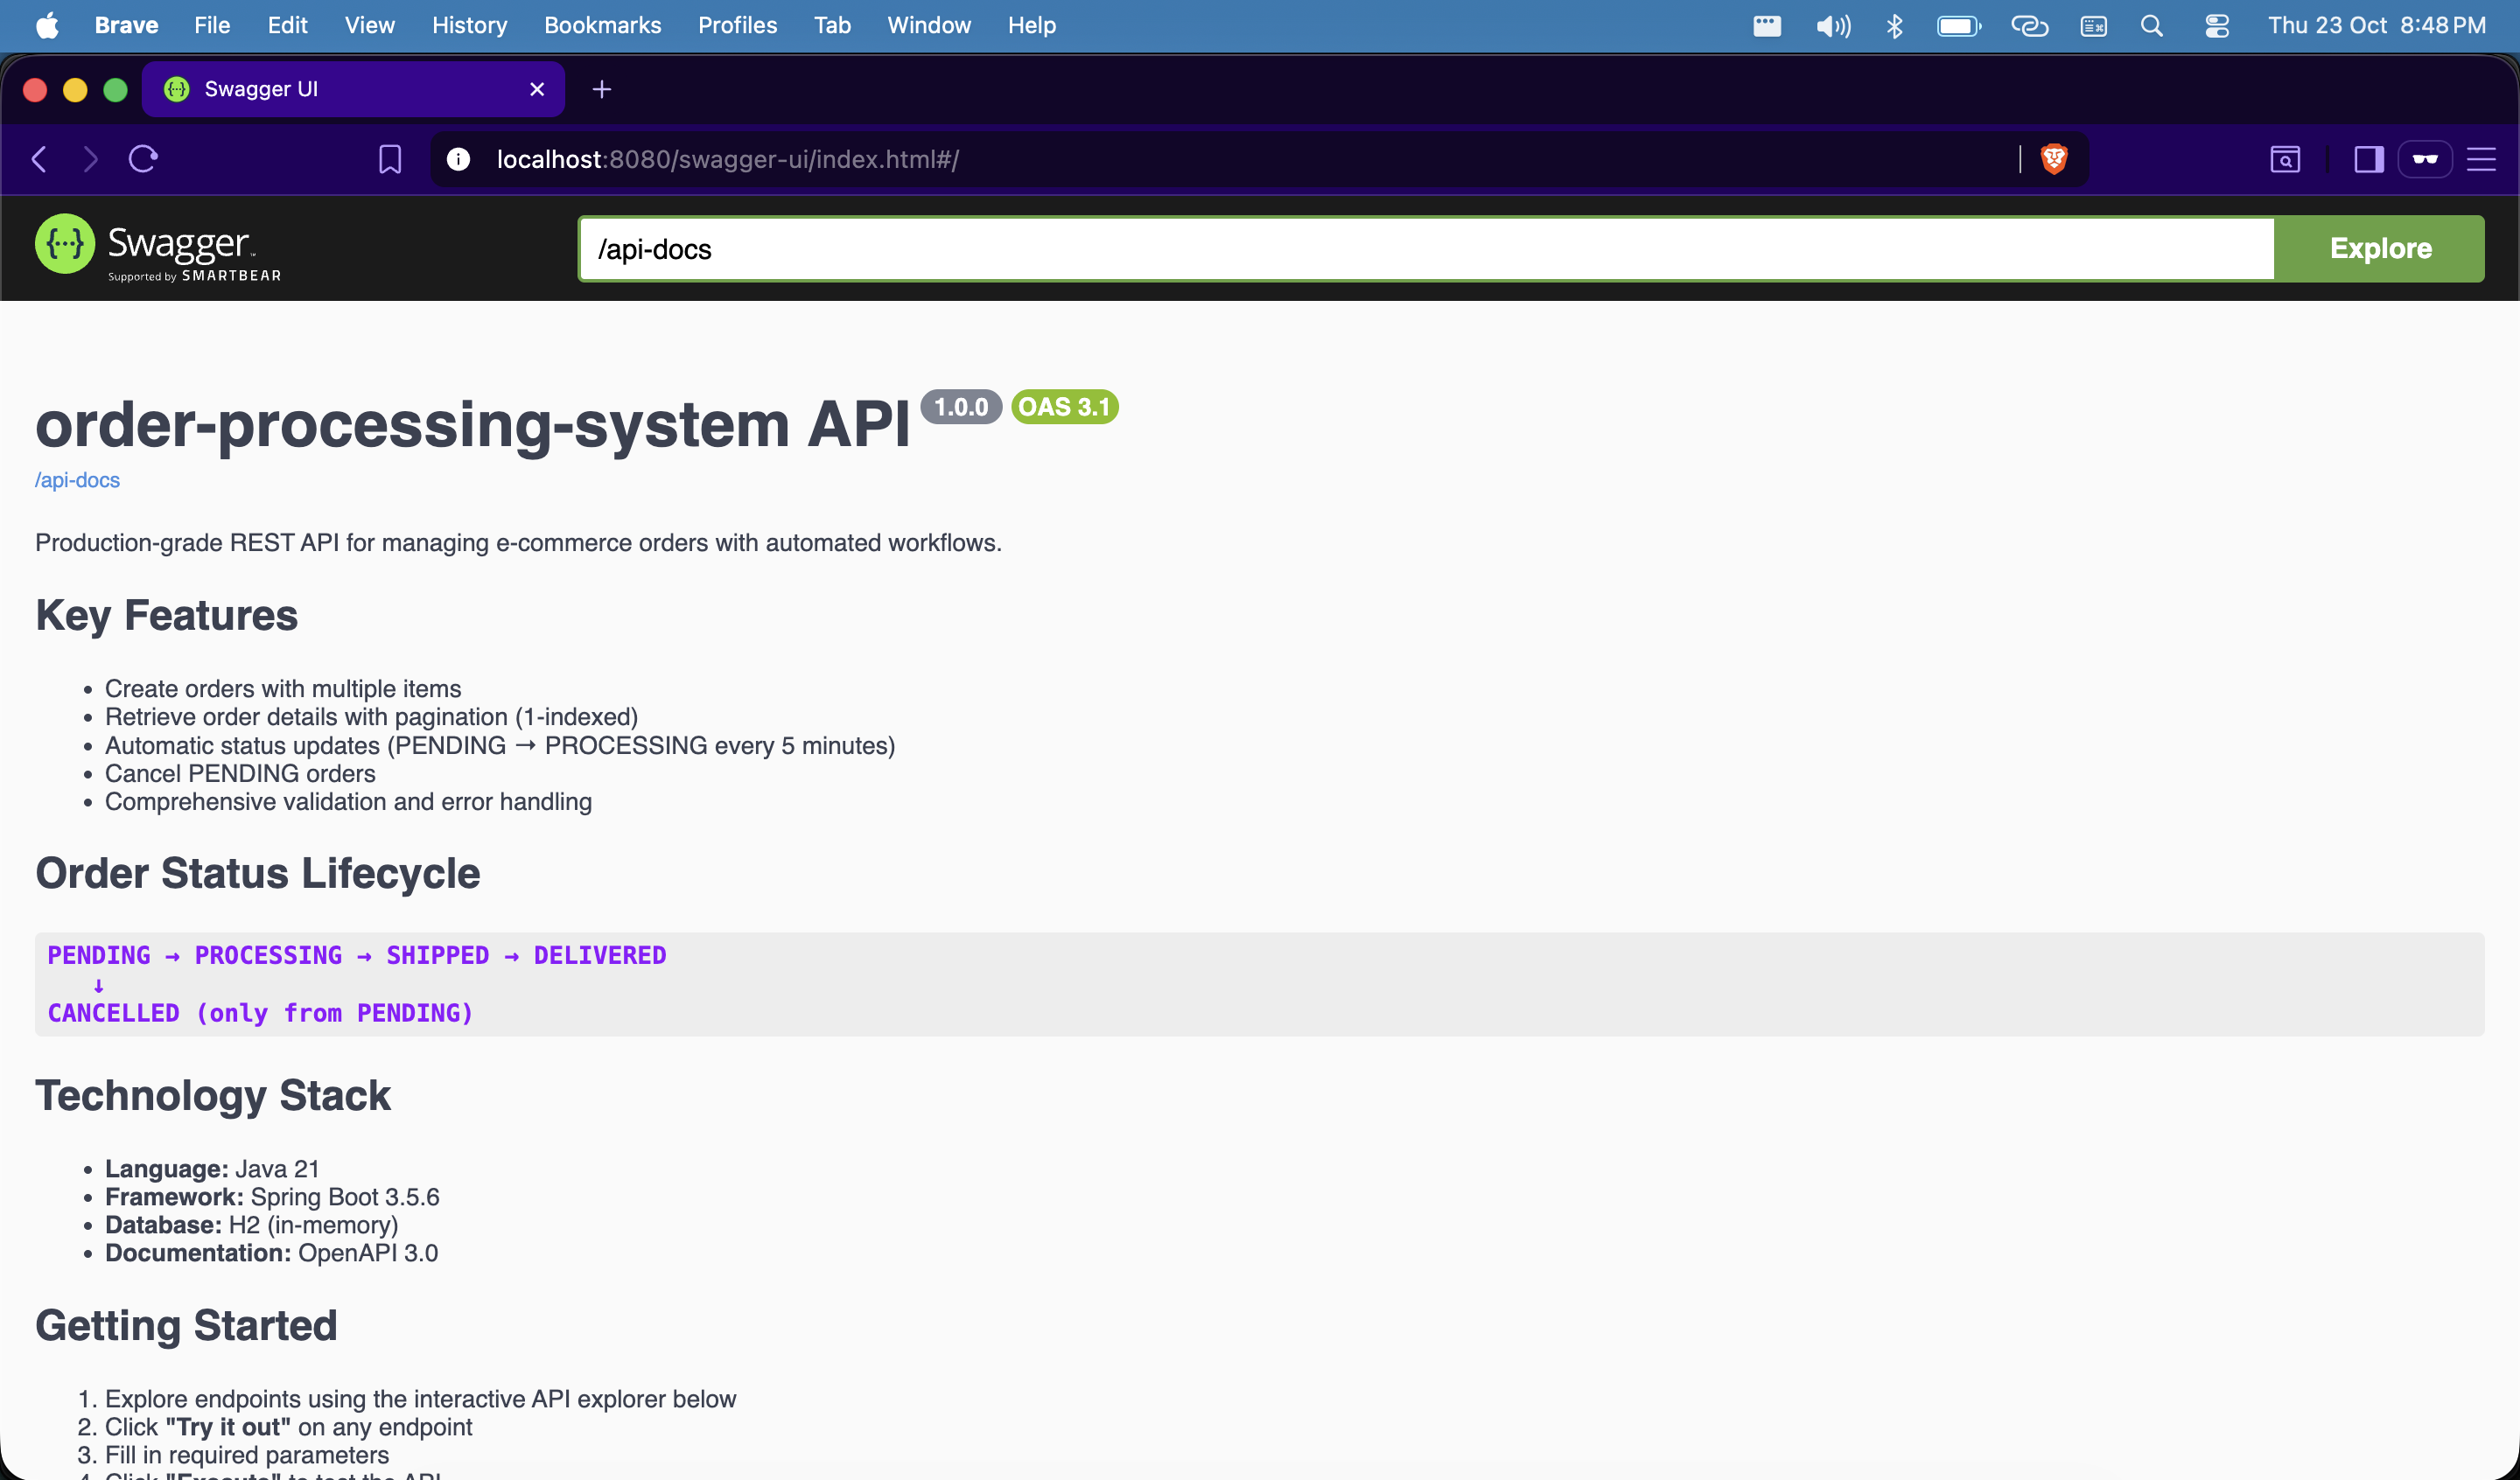 Brave File Edit View History Bookmarks Profiles Tab Window Help Thu 23 Oct 8:48 PM
Swagger UI
localhost:8080/swagger-ui/index.html#/
Swagger™
Supported by SMARTBEAR
/api-docs
Explore
order-processing-system API 1.0.0 OAS 3.1
/api-docs
Production-grade REST API for managing e-commerce orders with automated workflows.
Key Features
• Create orders with multiple items
• Retrieve order details with pagination (1-indexed)
• Automatic status updates (PENDING → PROCESSING every 5 minutes)
• Cancel PENDING orders
• Comprehensive validation and error handling
Order Status Lifecycle
PENDING → PROCESSING → SHIPPED → DELIVERED
↓
CANCELLED (only from PENDING)
Technology Stack
• Language: Java 21
• Framework: Spring Boot 3.5.6
• Database: H2 (in-memory)
• Documentation: OpenAPI 3.0
Getting Started
1. Explore endpoints using the interactive API explorer below
2. Click "Try it out" on any endpoint
3. Fill in required parameters
4. Click "Execute" to test the API